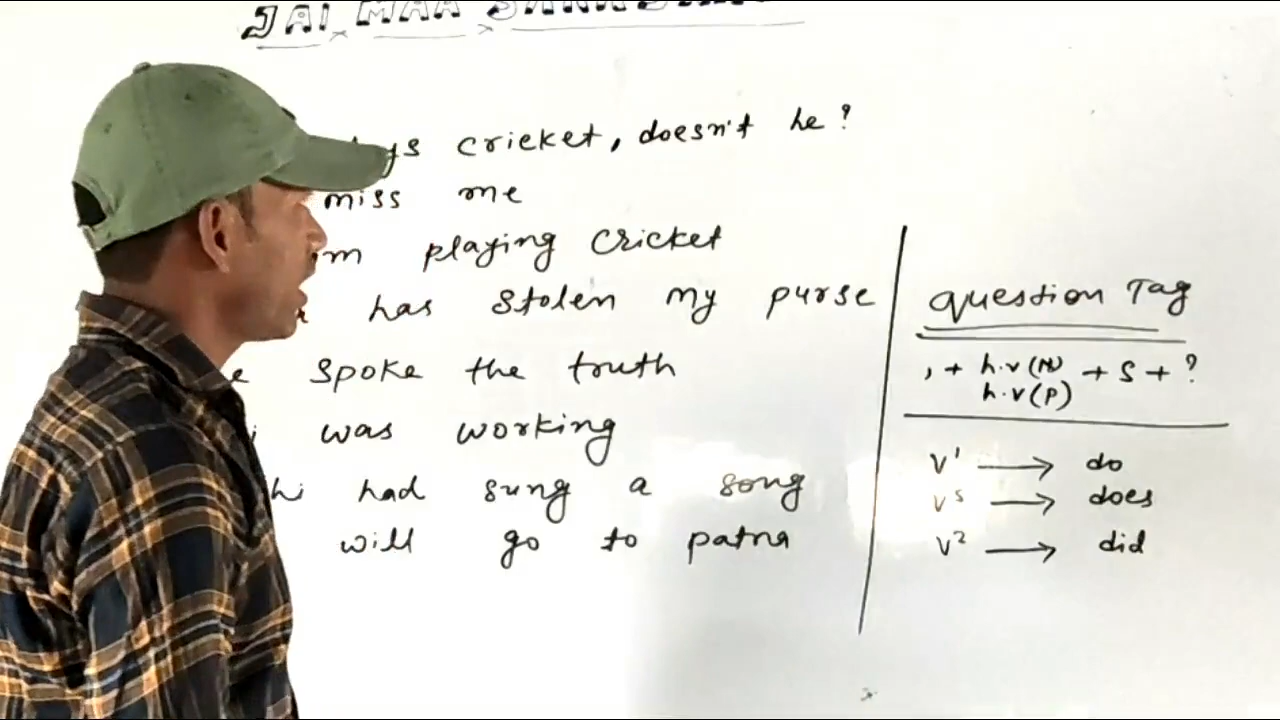 JAI MAA
cricket, doesn't he?
miss me
playing cricket
has stolen my purse
spoke the truth
was working
had sung a song
will go to patna
Question Tag
, + h.v(N) + S + ?
h.v(P)
V¹ → do
V⁵ → does
V² → did